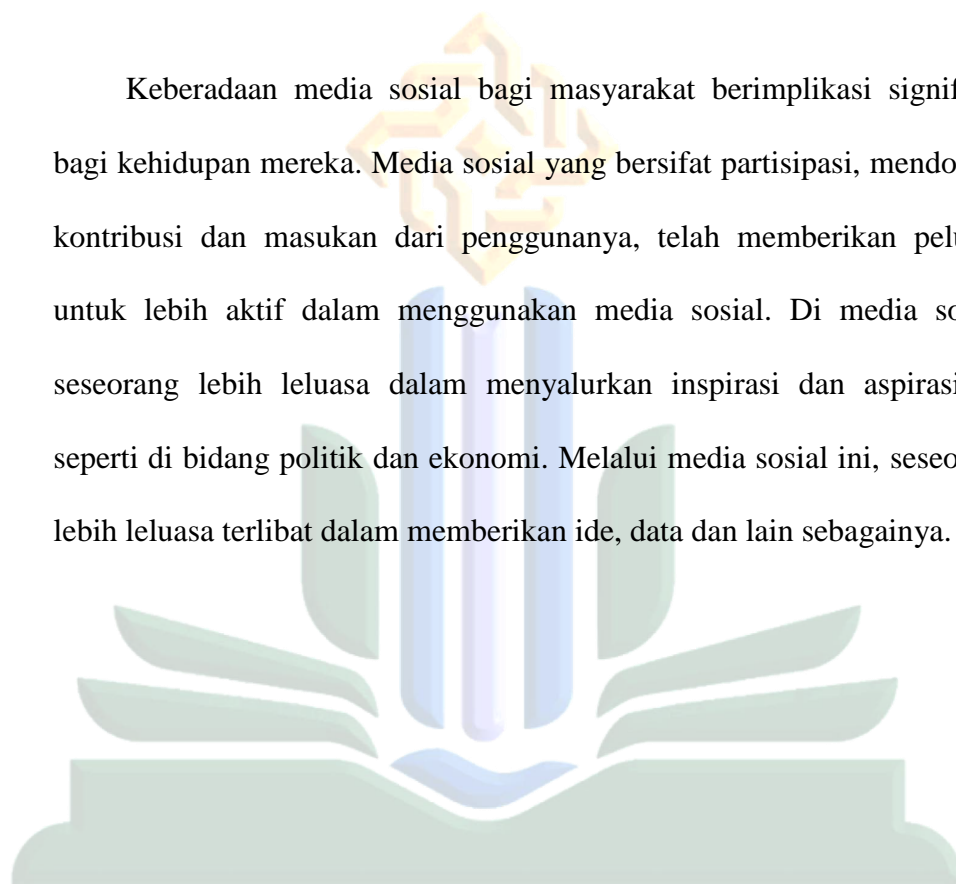 Keberadaan media sosial bagi masyarakat berimplikasi
bagi kehidupan mereka. Media sosial yang bersifat partisipasi,
kontribusi dan masukan dari penggunanya, telah memberikan
untuk lebih aktif dalam menggunakan media sosial. Di media
seseorang lebih leluasa dalam menyalurkan inspirasi dan
seperti di bidang politik dan ekonomi. Melalui media sosial ini,
lebih leluasa terlibat dalam memberikan ide, data dan lain sebagainya.